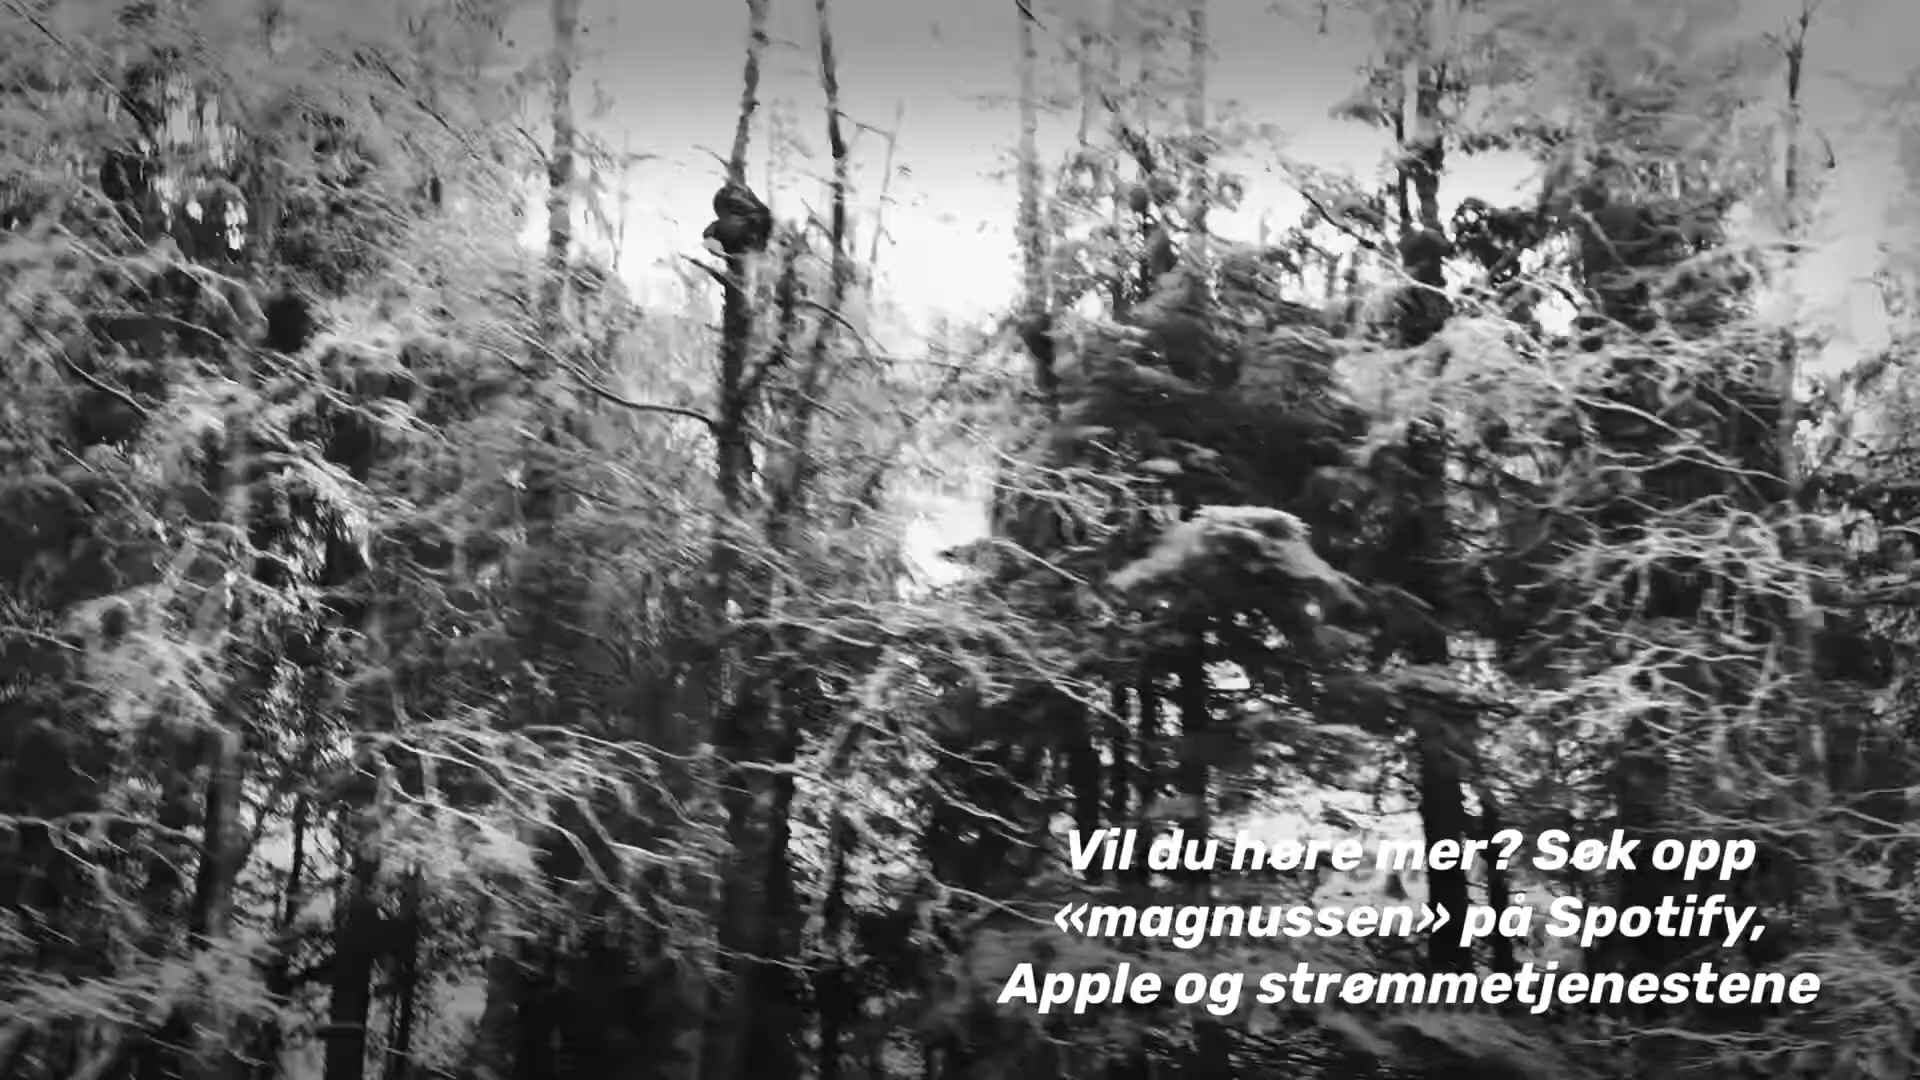 Vil du høre mer? Søk opp
«magnussen» på Spotify,
Apple og strømmetjenestene